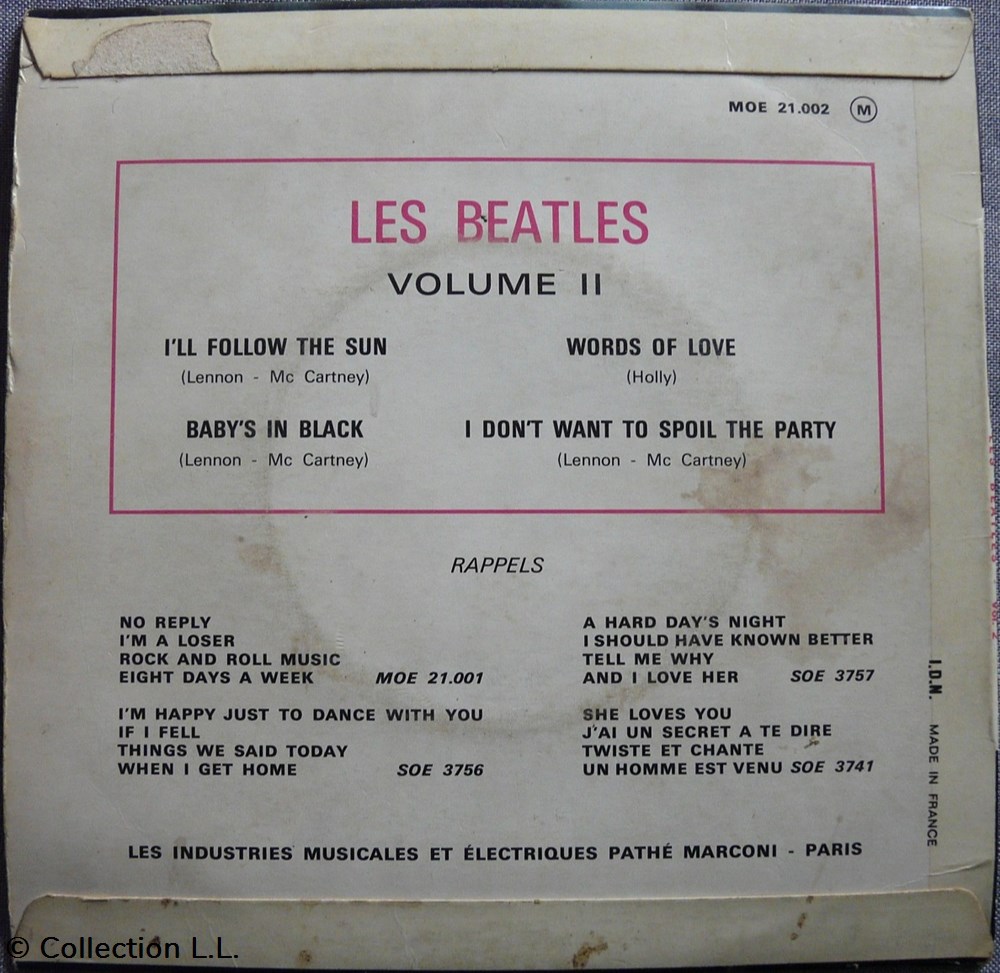 MOE 21.002 Ⓜ
LES BEATLES
VOLUME II
I'LL FOLLOW THE SUN
(Lennon - Mc Cartney)
BABY'S IN BLACK
(Lennon - Mc Cartney)
WORDS OF LOVE
(Holly)
I DON'T WANT TO SPOIL THE PARTY
(Lennon - Mc Cartney)
RAPPELS
NO REPLY
I'M A LOSER
ROCK AND ROLL MUSIC
EIGHT DAYS A WEEK MOE 21.001
I'M HAPPY JUST TO DANCE WITH YOU
IF I FELL
THINGS WE SAID TODAY
WHEN I GET HOME SOE 3756
A HARD DAY'S NIGHT
I SHOULD HAVE KNOWN BETTER
TELL ME WHY
AND I LOVE HER SOE 3757
SHE LOVES YOU
J'AI UN SECRET A TE DIRE
TWISTE ET CHANTE
UN HOMME EST VENU SOE 3741
LES INDUSTRIES MUSICALES ET ÉLECTRIQUES PATHÉ MARCONI - PARIS
I.D.N. MADE IN FRANCE
LES BEATLES
© Collection L.L.